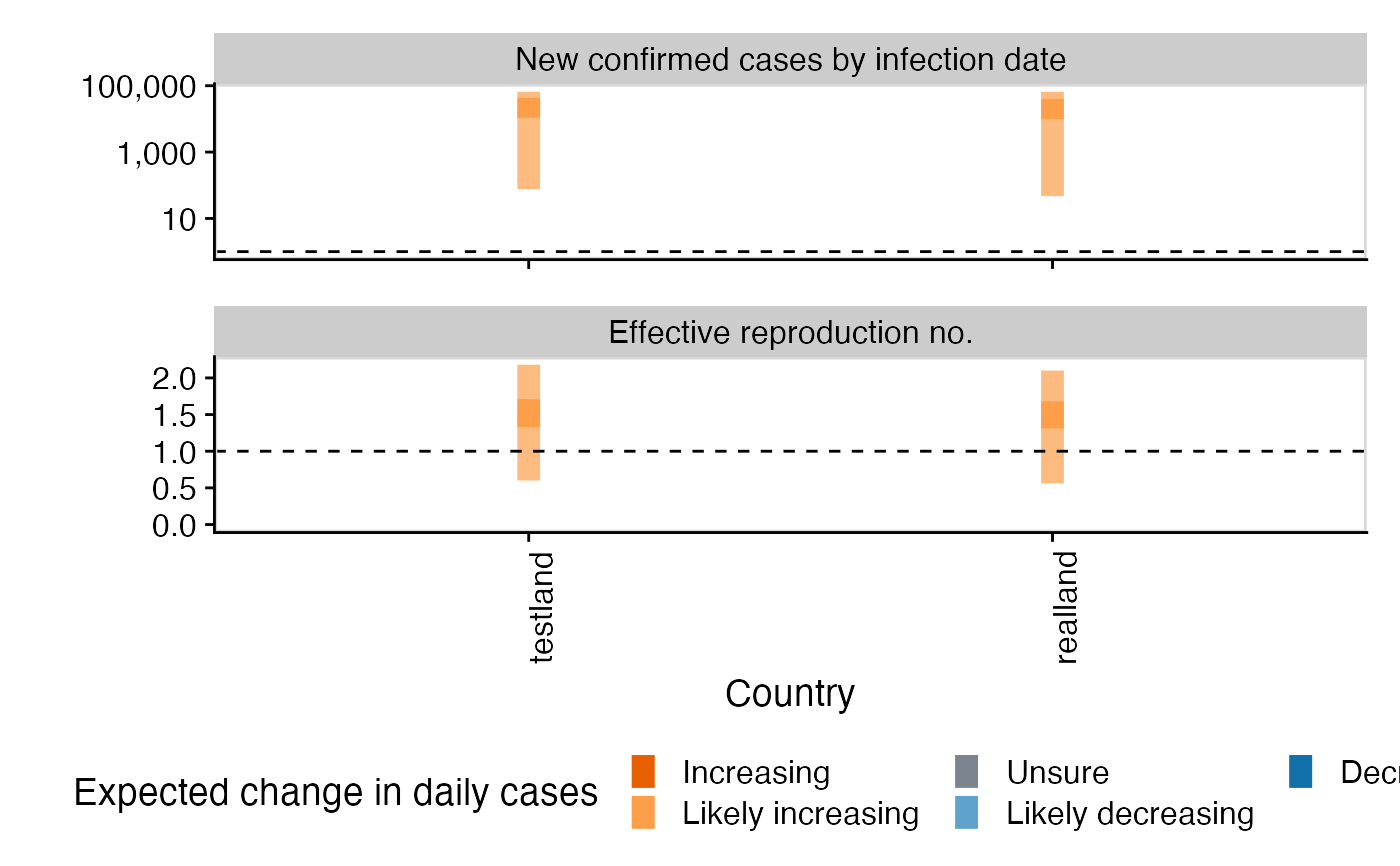 New confirmed cases by infection date
100,000
1,000
10
Effective reproduction no.
2.0
1.5
1.0
0.5
0.0
testland
realland
Country
Expected change in daily cases
Increasing
Unsure
Likely increasing
Likely decreasing